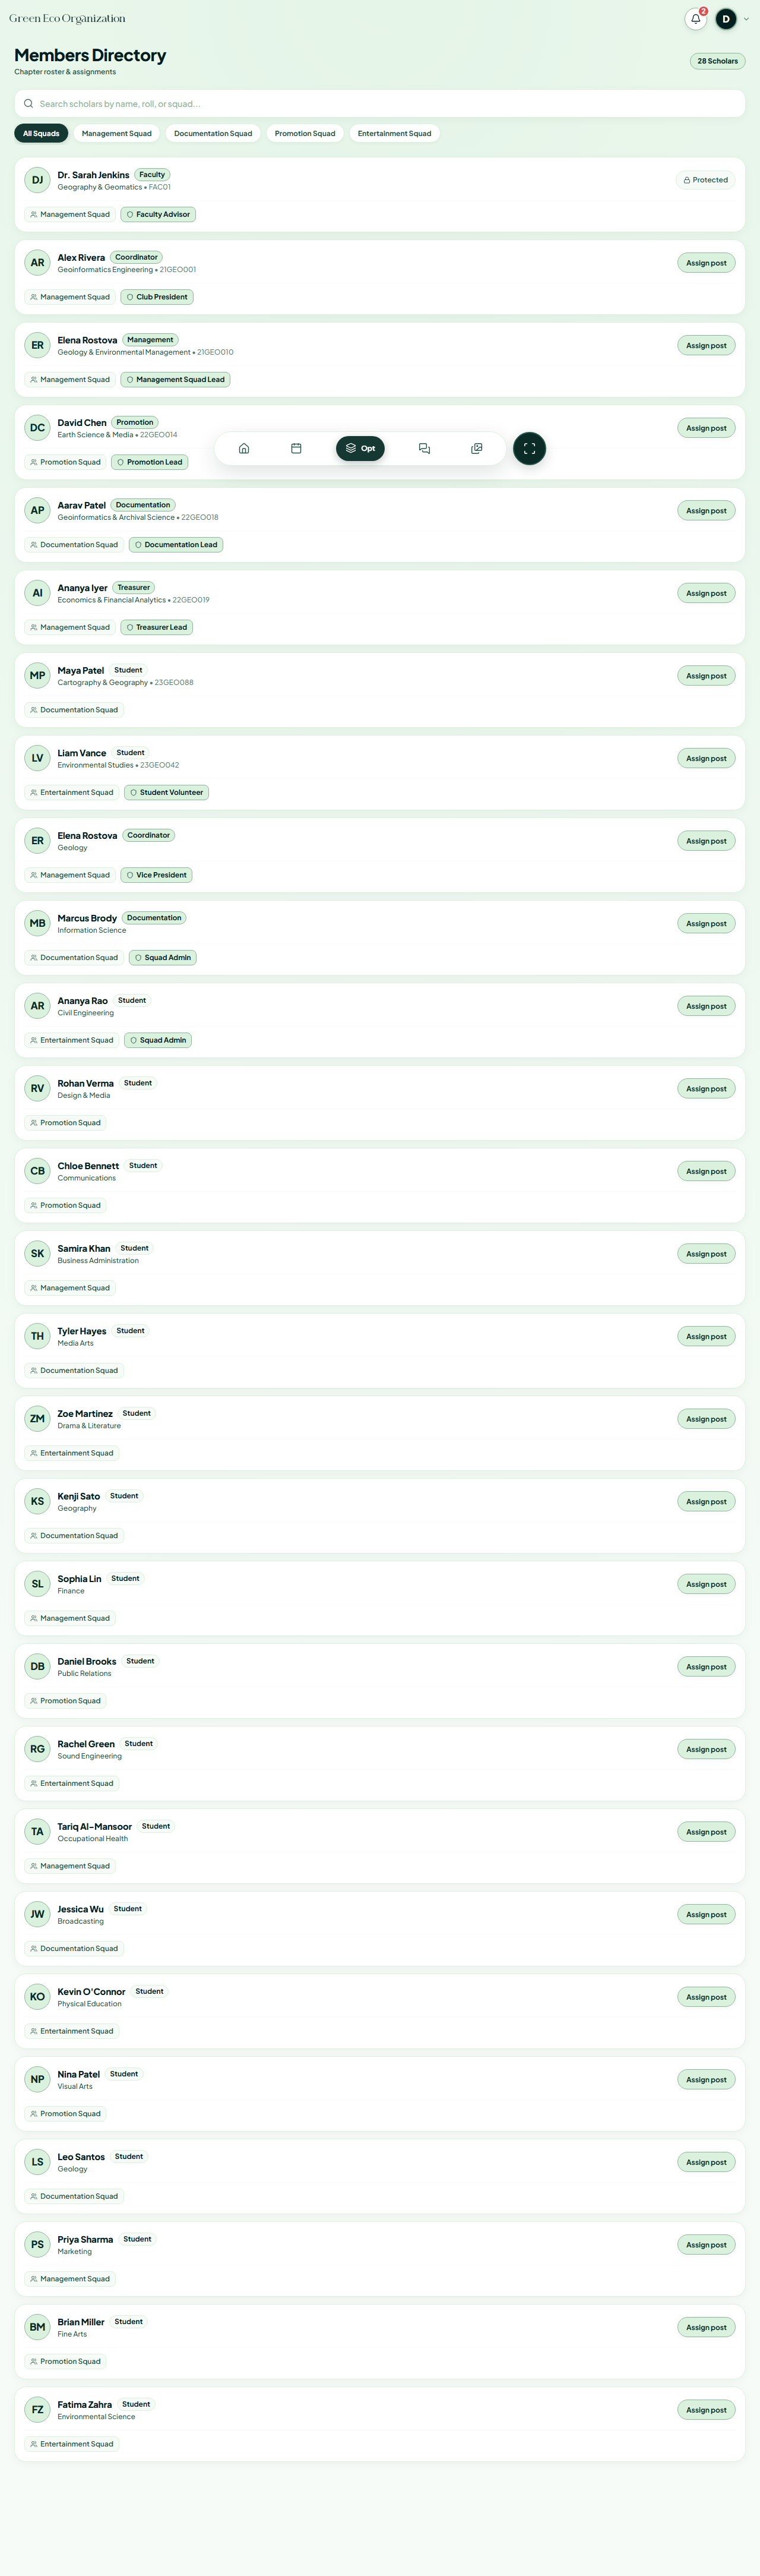 Green Eco Organization
2
D
Members Directory
Chapter roster & assignments
28 Scholars
Search scholars by name, roll, or squad...
All Squads
Management Squad
Documentation Squad
Promotion Squad
Entertainment Squad
DJ
Dr. Sarah Jenkins
Faculty
Geography & Geomatics • FAC01
Protected
Management Squad
Faculty Advisor
AR
Alex Rivera
Coordinator
Geoinformatics Engineering • 21GEO001
Assign post
Management Squad
Club President
ER
Elena Rostova
Management
Geology & Environmental Management • 21GEO010
Assign post
Management Squad
Management Squad Lead
DC
David Chen
Promotion
Earth Science & Media • 22GEO014
Assign post
Opt
Promotion Squad
Promotion Lead
AP
Aarav Patel
Documentation
Geoinformatics & Archival Science • 22GEO018
Assign post
Documentation Squad
Documentation Lead
AI
Ananya Iyer
Treasurer
Economics & Financial Analytics • 22GEO019
Assign post
Management Squad
Treasurer Lead
MP
Maya Patel
Student
Cartography & Geography • 23GEO088
Assign post
Documentation Squad
LV
Liam Vance
Student
Environmental Studies • 23GEO042
Assign post
Entertainment Squad
Student Volunteer
ER
Elena Rostova
Coordinator
Geology
Assign post
Management Squad
Vice President
MB
Marcus Brody
Documentation
Information Science
Assign post
Documentation Squad
Squad Admin
AR
Ananya Rao
Student
Civil Engineering
Assign post
Entertainment Squad
Squad Admin
RV
Rohan Verma
Student
Design & Media
Assign post
Promotion Squad
CB
Chloe Bennett
Student
Communications
Assign post
Promotion Squad
SK
Samira Khan
Student
Business Administration
Assign post
Management Squad
TH
Tyler Hayes
Student
Media Arts
Assign post
Documentation Squad
ZM
Zoe Martinez
Student
Drama & Literature
Assign post
Entertainment Squad
KS
Kenji Sato
Student
Geography
Assign post
Documentation Squad
SL
Sophia Lin
Student
Finance
Assign post
Management Squad
DB
Daniel Brooks
Student
Public Relations
Assign post
Promotion Squad
RG
Rachel Green
Student
Sound Engineering
Assign post
Entertainment Squad
TA
Tariq Al-Mansoor
Student
Occupational Health
Assign post
Management Squad
JW
Jessica Wu
Student
Broadcasting
Assign post
Documentation Squad
KO
Kevin O'Connor
Student
Physical Education
Assign post
Entertainment Squad
NP
Nina Patel
Student
Visual Arts
Assign post
Promotion Squad
LS
Leo Santos
Student
Geology
Assign post
Documentation Squad
PS
Priya Sharma
Student
Marketing
Assign post
Management Squad
BM
Brian Miller
Student
Fine Arts
Assign post
Promotion Squad
FZ
Fatima Zahra
Student
Environmental Science
Assign post
Entertainment Squad